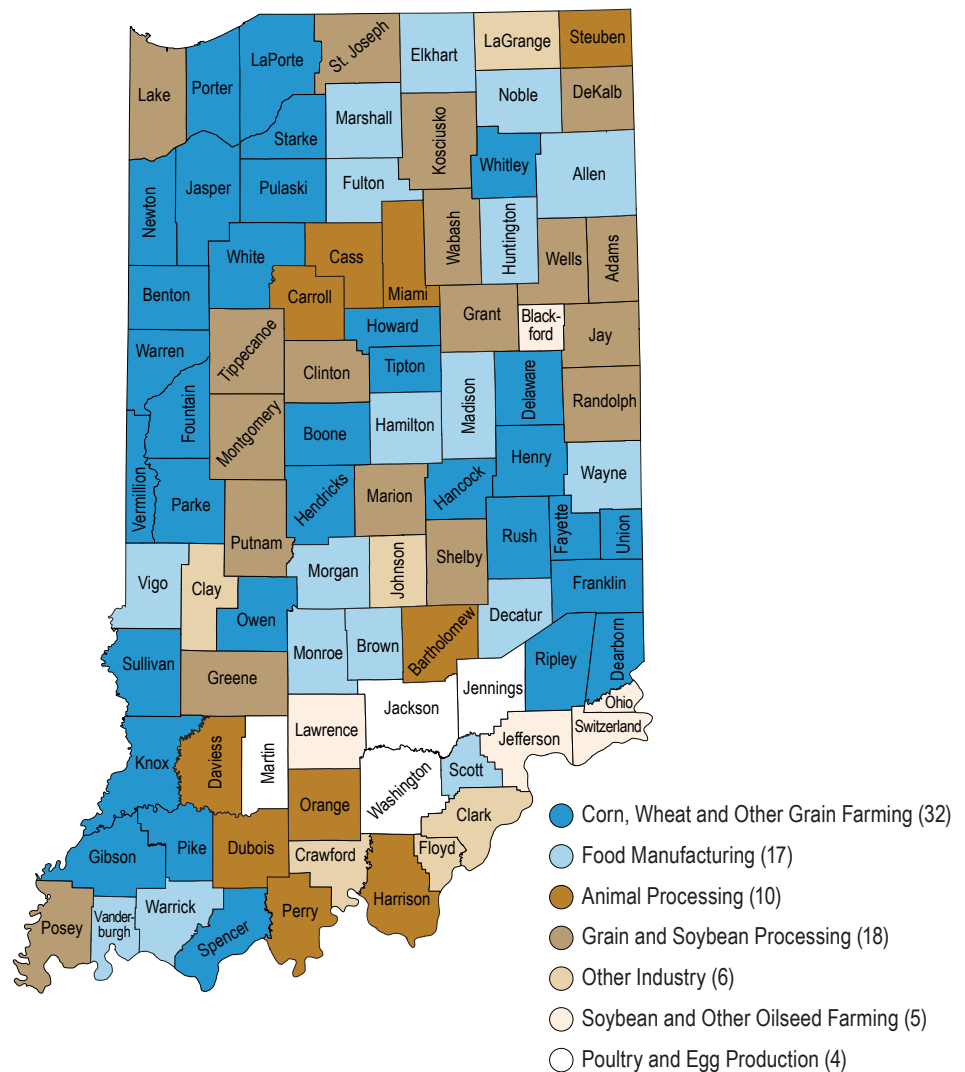 St. Joseph
Elkhart
LaGrange
Steuben
LaPorte
Porter
Lake
Noble
DeKalb
Marshall
Starke
Kosciusko
Whitley
Allen
Newton
Jasper
Pulaski
Fulton
Wabash
Huntington
Wells
Adams
White
Cass
Miami
Benton
Carroll
Grant
Black-
ford
Jay
Howard
Warren
Tippecanoe
Clinton
Tipton
Madison
Delaware
Randolph
Fountain
Montgomery
Boone
Hamilton
Henry
Wayne
Vermillion
Parke
Hendricks
Marion
Hancock
Rush
Fayette
Union
Putnam
Shelby
Johnson
Morgan
Franklin
Vigo
Clay
Owen
Decatur
Monroe
Brown
Bartholomew
Ripley
Dearborn
Sullivan
Greene
Jennings
Ohio
Jackson
Switzerland
Lawrence
Jefferson
Knox
Daviess
Martin
Washington
Scott
Orange
Clark
Gibson
Pike
Dubois
Crawford
Floyd
Harrison
Posey
Vander-
burgh
Warrick
Spencer
Perry
Corn, Wheat and Other Grain Farming (32)
Food Manufacturing (17)
Animal Processing (10)
Grain and Soybean Processing (18)
Other Industry (6)
Soybean and Other Oilseed Farming (5)
Poultry and Egg Production (4)